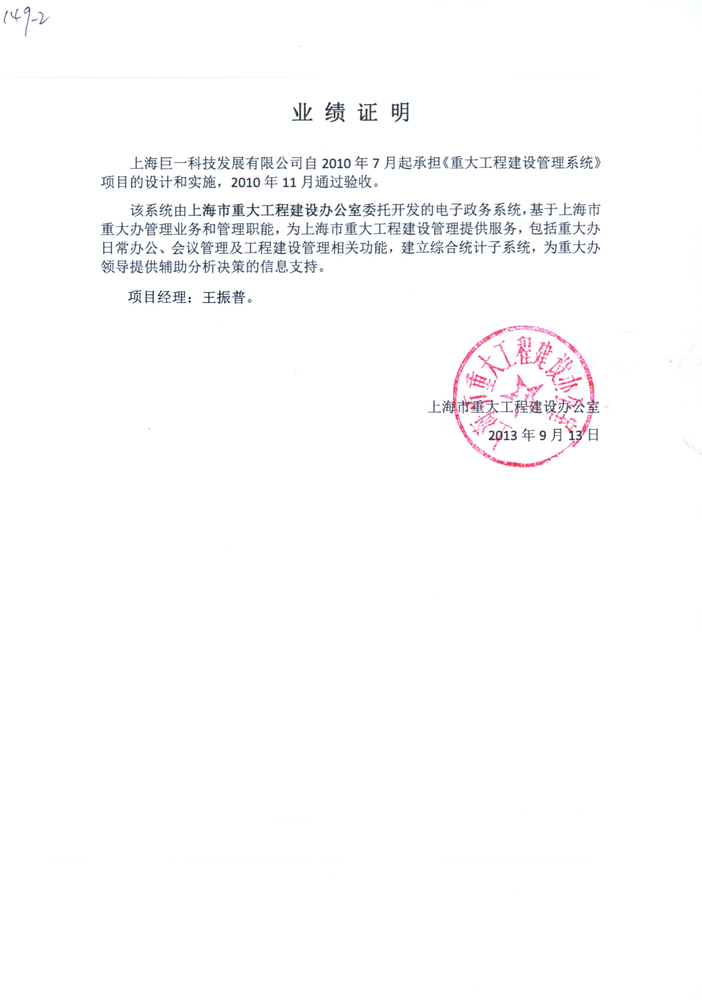 149-2
业绩证明
上海巨一科技发展有限公司自 2010 年 7 月起承担《重大工程建设管理系统》
项目的设计和实施，2010 年 11 月通过验收。
该系统由上海市重大工程建设办公室委托开发的电子政务系统，基于上海市
重大办管理业务和管理职能，为上海市重大工程建设管理提供服务，包括重大办
日常办公、会议管理及工程建设管理相关功能，建立综合统计子系统，为重大办
领导提供辅助分析决策的信息支持。
项目经理：王振普。
上海市重大工程建设办公室
上海市重大工程建设办公室
2013 年 9 月 13 日